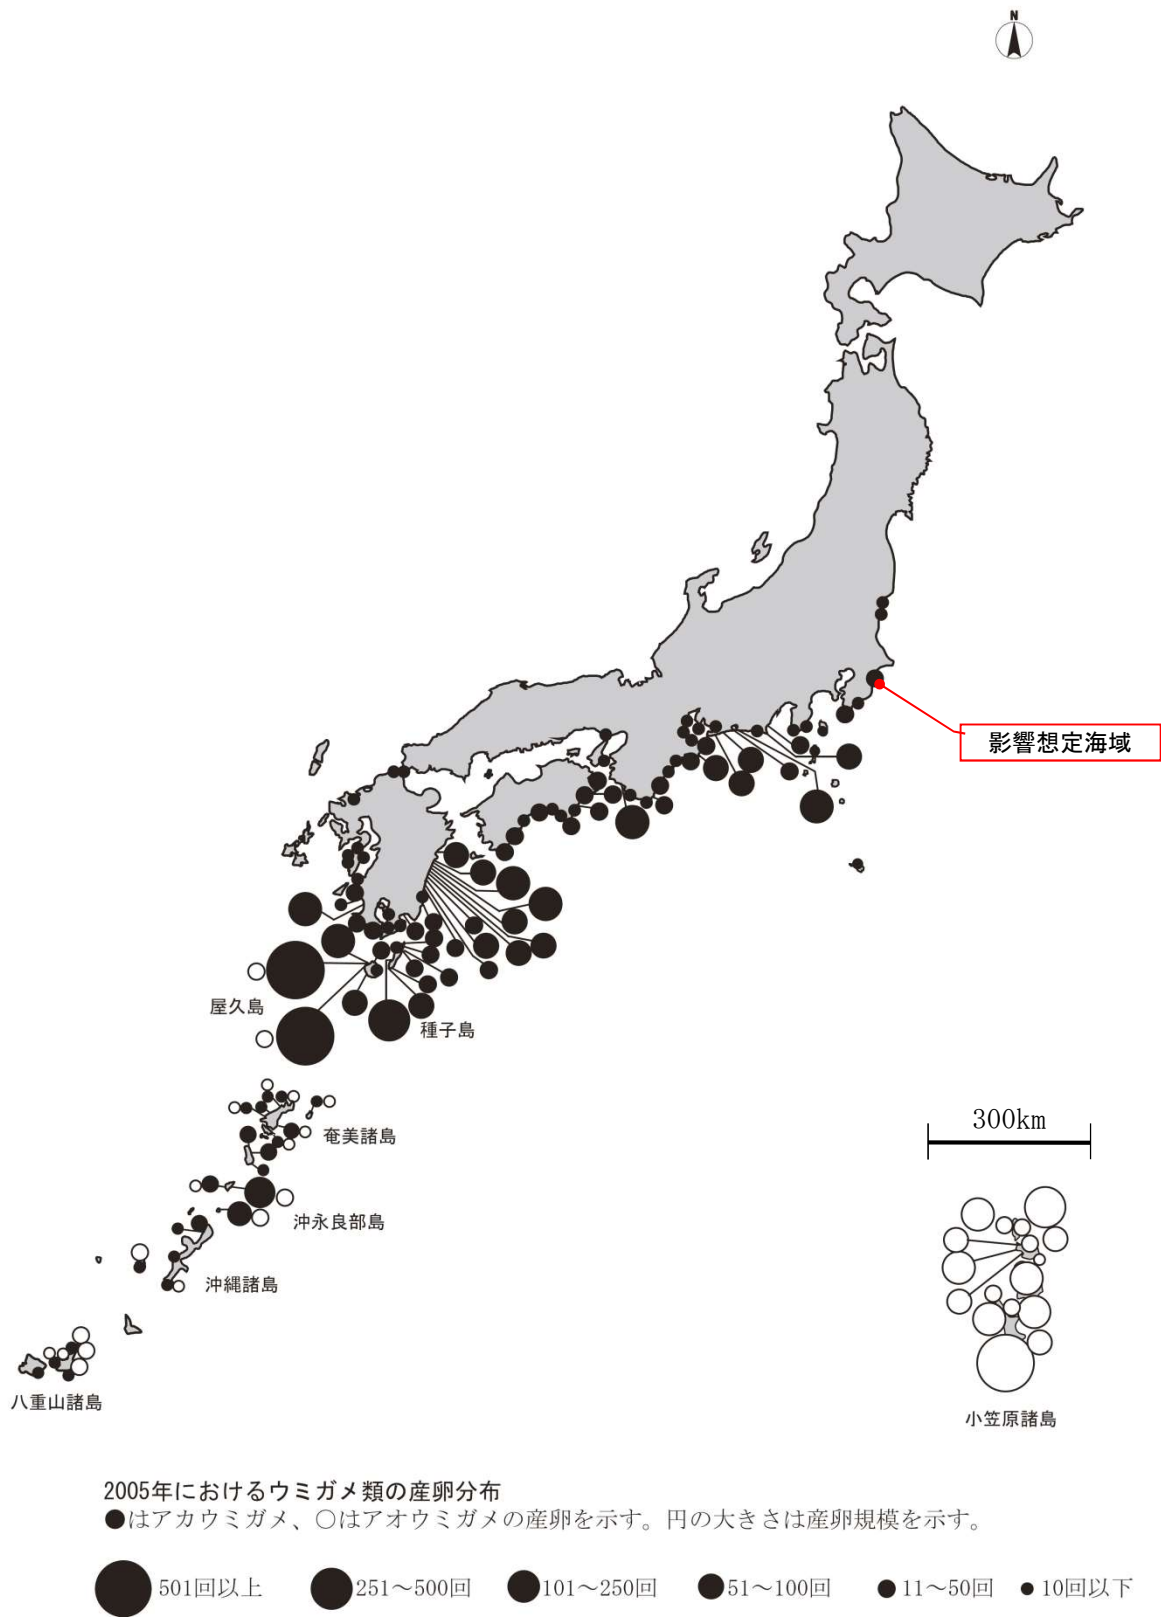 N
影響想定海域
屋久島
種子島
300km
奄美諸島
沖永良部島
沖縄諸島
八重山諸島
小笠原諸島
2005年におけるウミガメ類の産卵分布
●はアカウミガメ、○はアオウミガメの産卵を示す。円の大きさは産卵規模を示す。
501回以上 251～500回 101～250回 51～100回 11～50回 10回以下